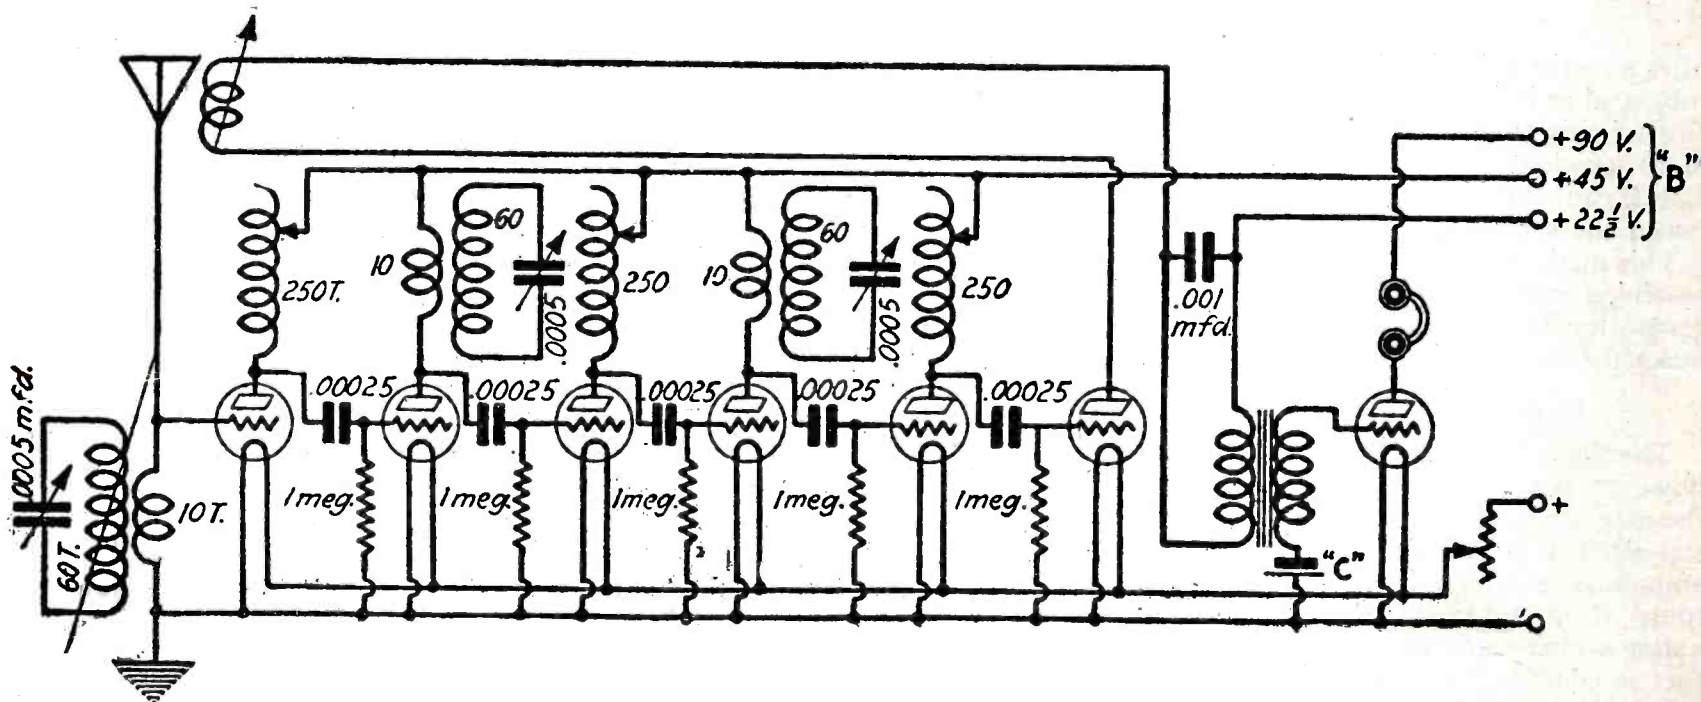 +90 V.
"B"
+45 V.
+22½ V.
60
60
10
10
250T.
.0005
250
.0005
250
.001
mfd.
.0005 mfd.
.00025
.00025
.00025
.00025
.00025
1meg.
1meg.
1meg.
1meg.
1meg.
10T.
60T.
+
"C"
-